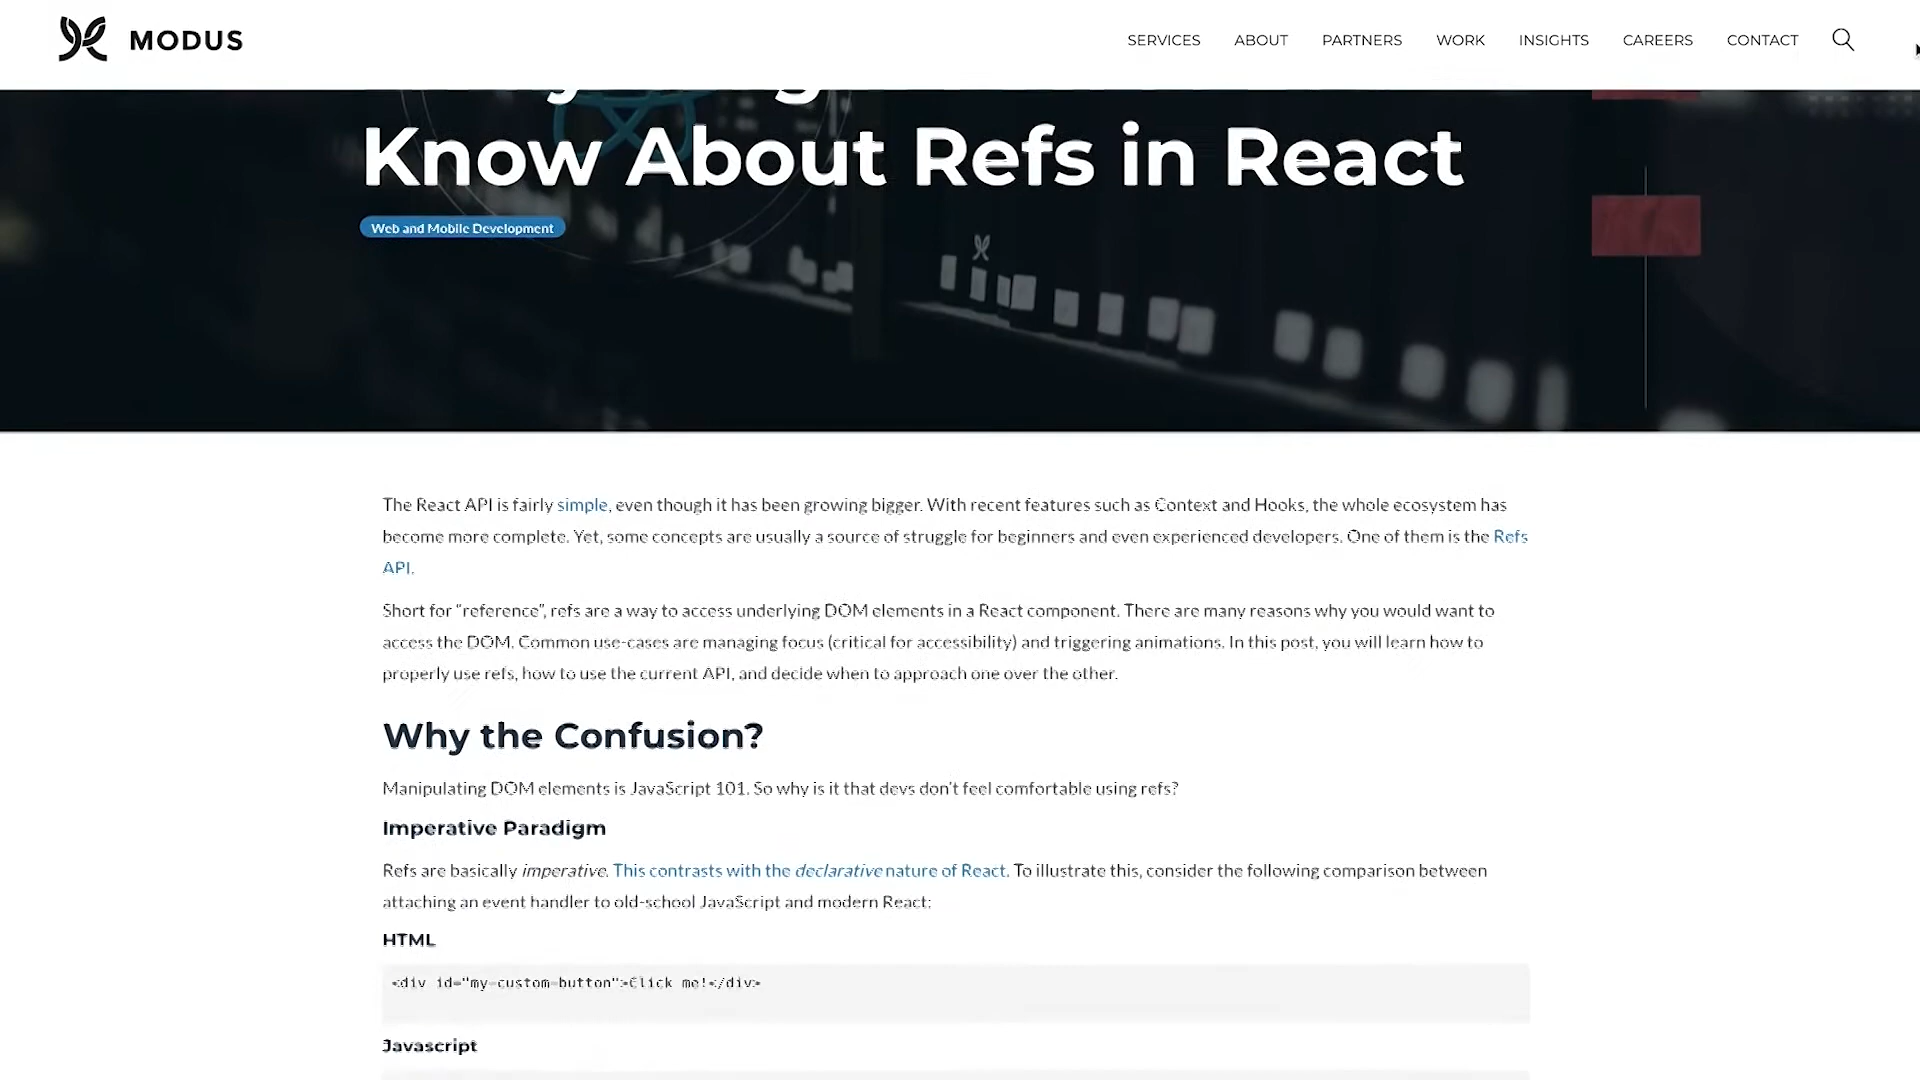 MODUS
SERVICES ABOUT PARTNERS WORK INSIGHTS CAREERS CONTACT
Know About Refs in React
Web and Mobile Development
The React API is fairly simple, even though it has been growing bigger. With recent features such as Context and Hooks, the whole ecosystem has
become more complete. Yet, some concepts are usually a source of struggle for beginners and even experienced developers. One of them is the Refs
API.
Short for “reference”, refs are a way to access underlying DOM elements in a React component. There are many reasons why you would want to
access the DOM. Common use-cases are managing focus (critical for accessibility) and triggering animations. In this post, you will learn how to
properly use refs, how to use the current API, and decide when to approach one over the other.
Why the Confusion?
Manipulating DOM elements is JavaScript 101. So why is it that devs don’t feel comfortable using refs?
Imperative Paradigm
Refs are basically imperative. This contrasts with the declarative nature of React. To illustrate this, consider the following comparison between
attaching an event handler to old-school JavaScript and modern React:
HTML
<div id="my-custom-button">Click me!</div>
Javascript